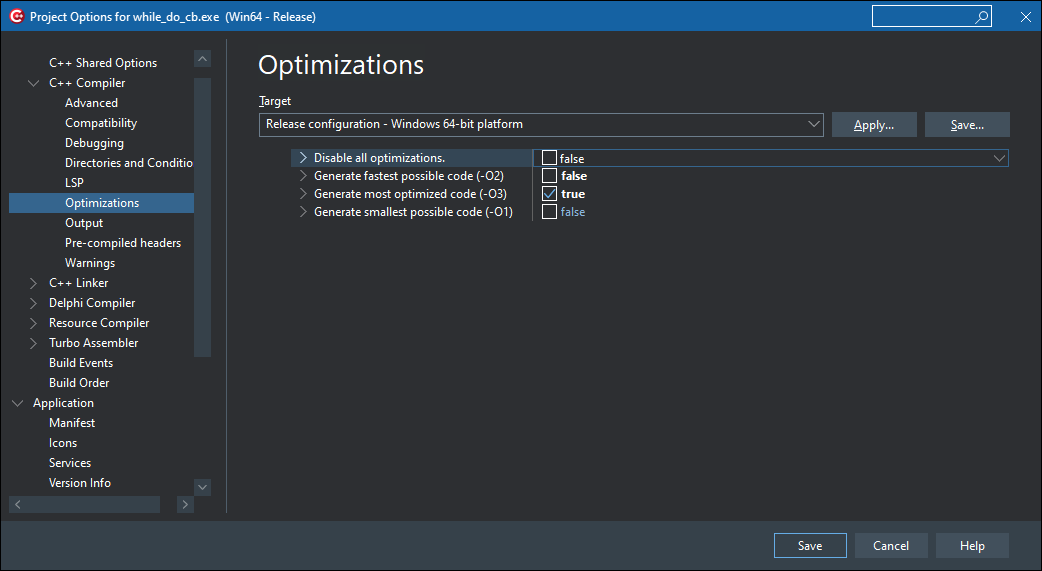 Project Options for while_do_cb.exe (Win64 - Release)
C++ Shared Options
C++ Compiler
Advanced
Compatibility
Debugging
Directories and Conditio
LSP
Optimizations
Output
Pre-compiled headers
Warnings
C++ Linker
Delphi Compiler
Resource Compiler
Turbo Assembler
Build Events
Build Order
Application
Manifest
Icons
Services
Version Info
Optimizations
Target
Release configuration - Windows 64-bit platform
Apply...
Save...
Disable all optimizations. false
Generate fastest possible code (-O2) false
Generate most optimized code (-O3) true
Generate smallest possible code (-O1) false
Save
Cancel
Help